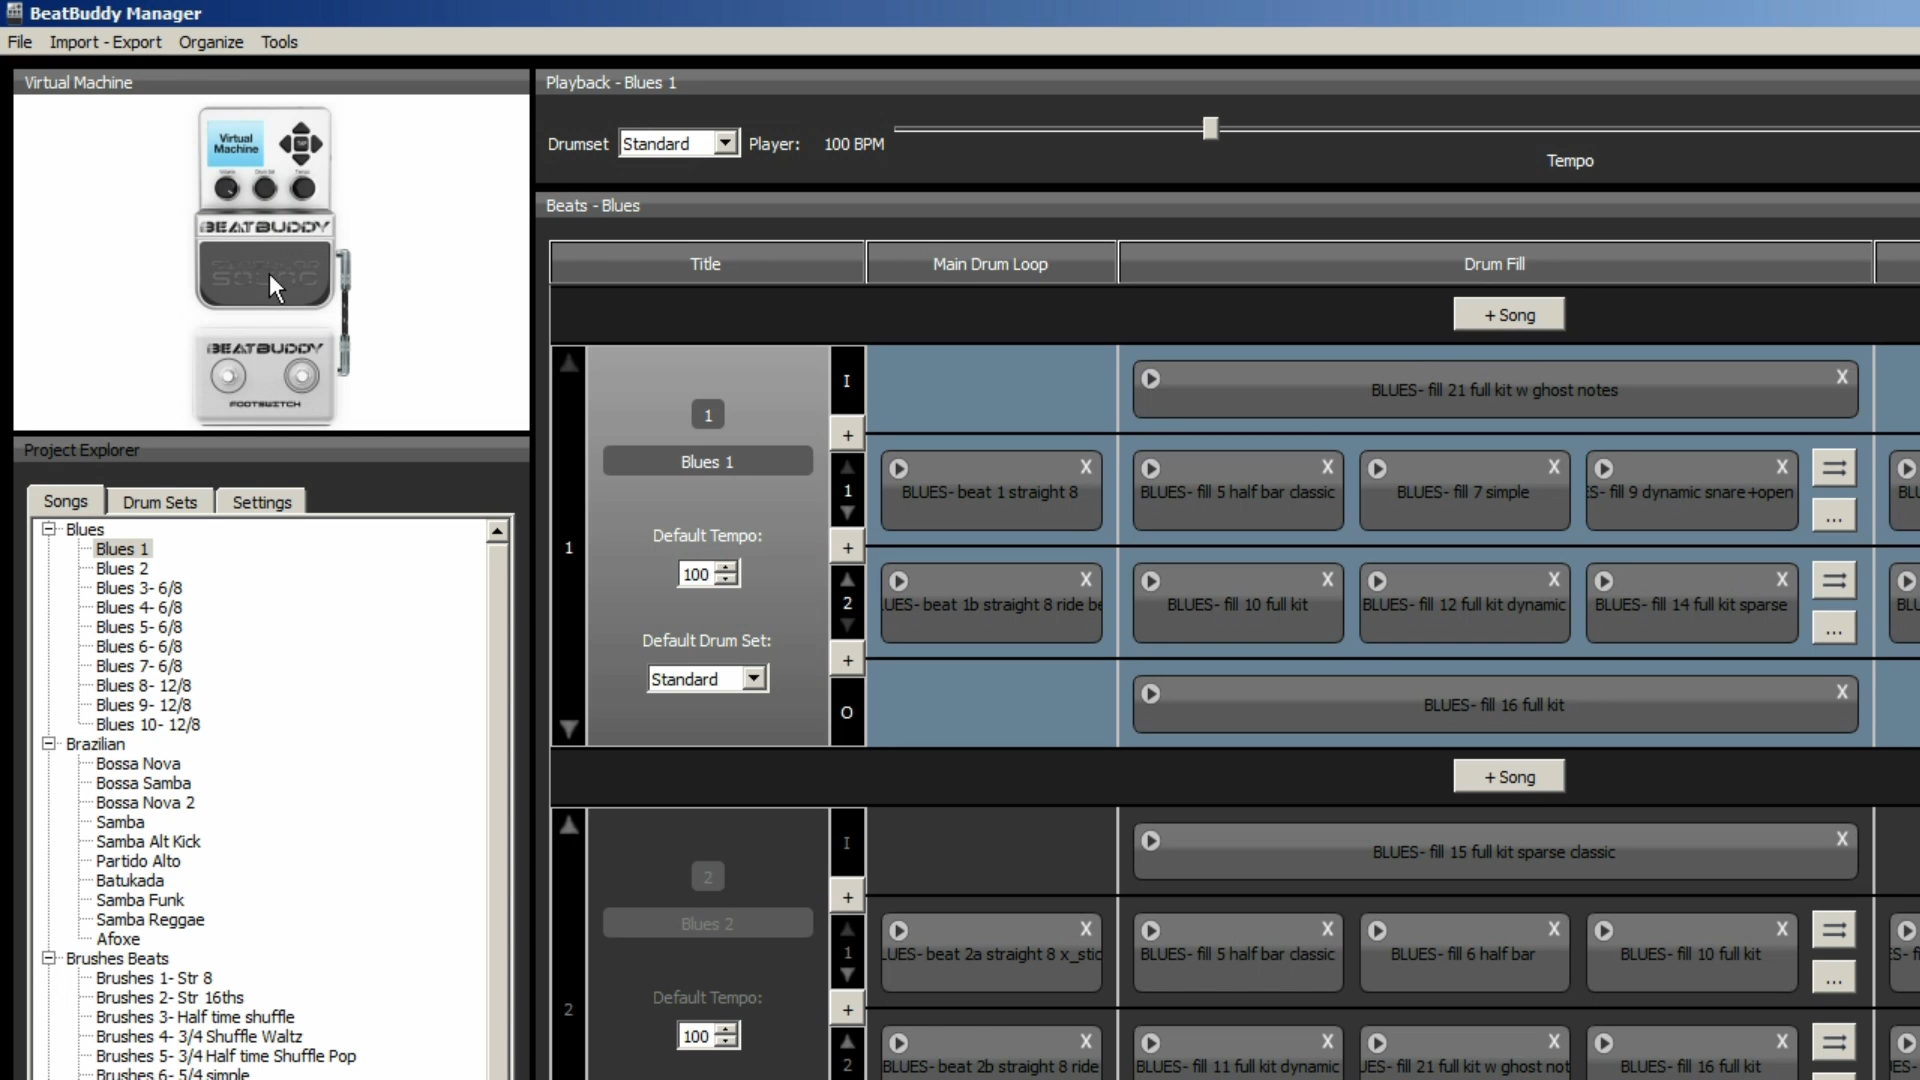 BeatBuddy Manager
File Import - Export Organize Tools
Virtual Machine
Virtual
Machine
Volume Drum Set Tempo
BEATBUDDY
BEATBUDDY
FOOTSWITCH
Playback - Blues 1
Drumset Standard Player: 100 BPM
Tempo
Beats - Blues
Title Main Drum Loop Drum Fill
+ Song
1
1
Blues 1
Default Tempo:
100
Default Drum Set:
Standard
I
BLUES- fill 21 full kit w ghost notes X
+
1
BLUES- beat 1 straight 8 X
BLUES- fill 5 half bar classic X
BLUES- fill 7 simple X
S- fill 9 dynamic snare+open X
...
+
2
UES- beat 1b straight 8 ride be X
BLUES- fill 10 full kit X
BLUES- fill 12 full kit dynamic X
BLUES- fill 14 full kit sparse X
...
+
O
BLUES- fill 16 full kit X
+ Song
2
2
Blues 2
Default Tempo:
100
I
BLUES- fill 15 full kit sparse classic X
+
1
UES- beat 2a straight 8 x_stic X
BLUES- fill 5 half bar classic X
BLUES- fill 6 half bar X
BLUES- fill 10 full kit X
...
+
2
BLUES- beat 2b straight 8 ride X
BLUES- fill 11 full kit dynamic X
UES- fill 21 full kit w ghost not X
BLUES- fill 16 full kit X
Project Explorer
Songs Drum Sets Settings
Blues
Blues 1
Blues 2
Blues 3- 6/8
Blues 4- 6/8
Blues 5- 6/8
Blues 6- 6/8
Blues 7- 6/8
Blues 8- 12/8
Blues 9- 12/8
Blues 10- 12/8
Brazilian
Bossa Nova
Bossa Samba
Bossa Nova 2
Samba
Samba Alt Kick
Partido Alto
Batukada
Samba Funk
Samba Reggae
Afoxe
Brushes Beats
Brushes 1- Str 8
Brushes 2- Str 16ths
Brushes 3- Half time shuffle
Brushes 4- 3/4 Shuffle Waltz
Brushes 5- 3/4 Half time Shuffle Pop
Brushes 6- 5/4 simple